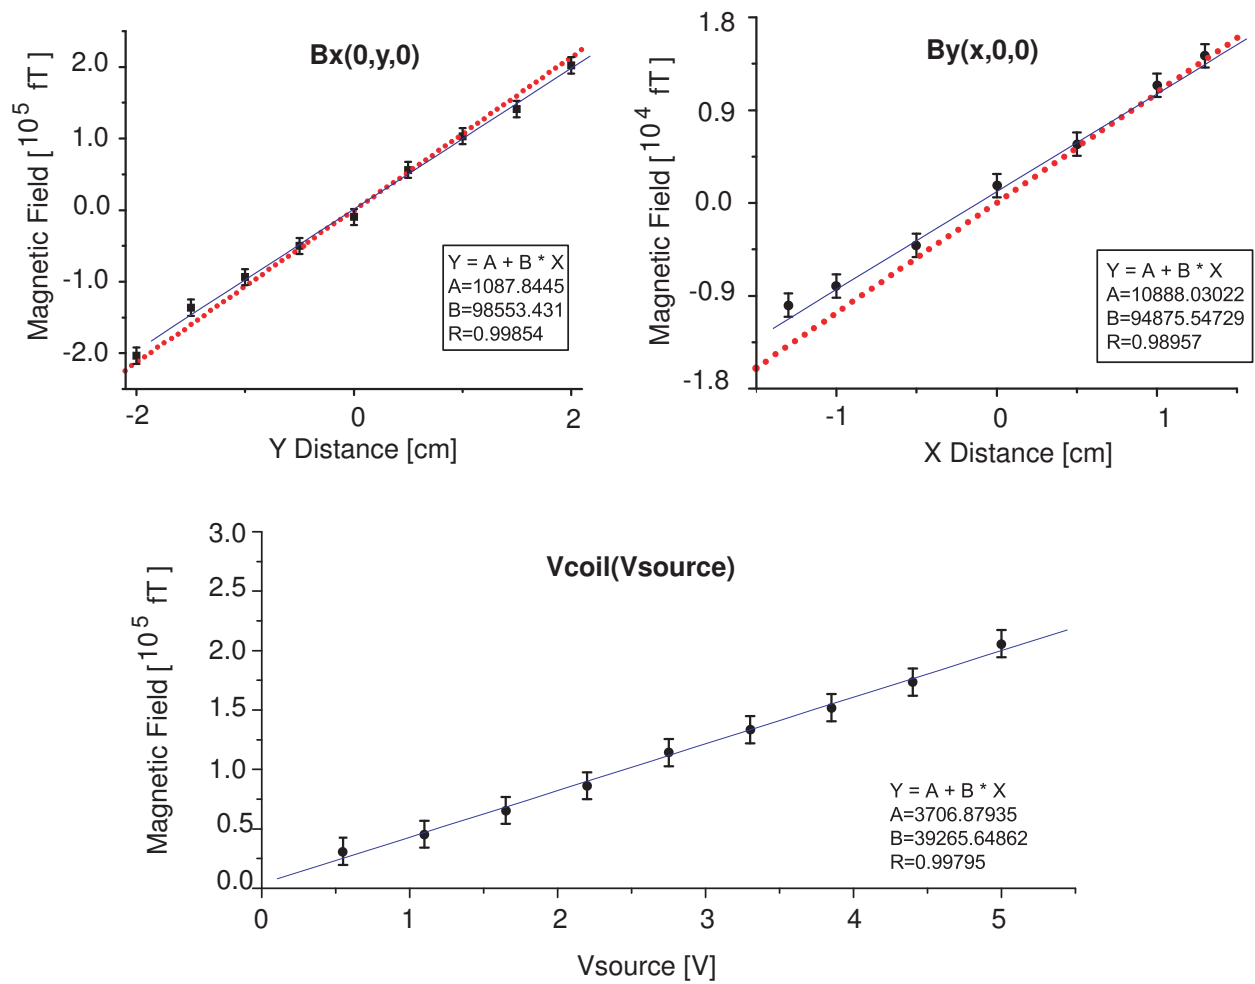 Bx(0,y,0)
Magnetic Field [ 10^5 fT ]
2.0
1.0
0.0
-1.0
-2.0
Y = A + B * X
A=1087.8445
B=98553.431
R=0.99854
-2
0
2
Y Distance [cm]
By(x,0,0)
Magnetic Field [ 10^4 fT ]
1.8
0.9
0.0
-0.9
-1.8
Y = A + B * X
A=10888.03022
B=94875.54729
R=0.98957
-1
0
1
X Distance [cm]
Vcoil(Vsource)
Magnetic Field [ 10^5 fT ]
3.0
2.5
2.0
1.5
1.0
0.5
0.0
Y = A + B * X
A=3706.87935
B=39265.64862
R=0.99795
0
1
2
3
4
5
Vsource [V]